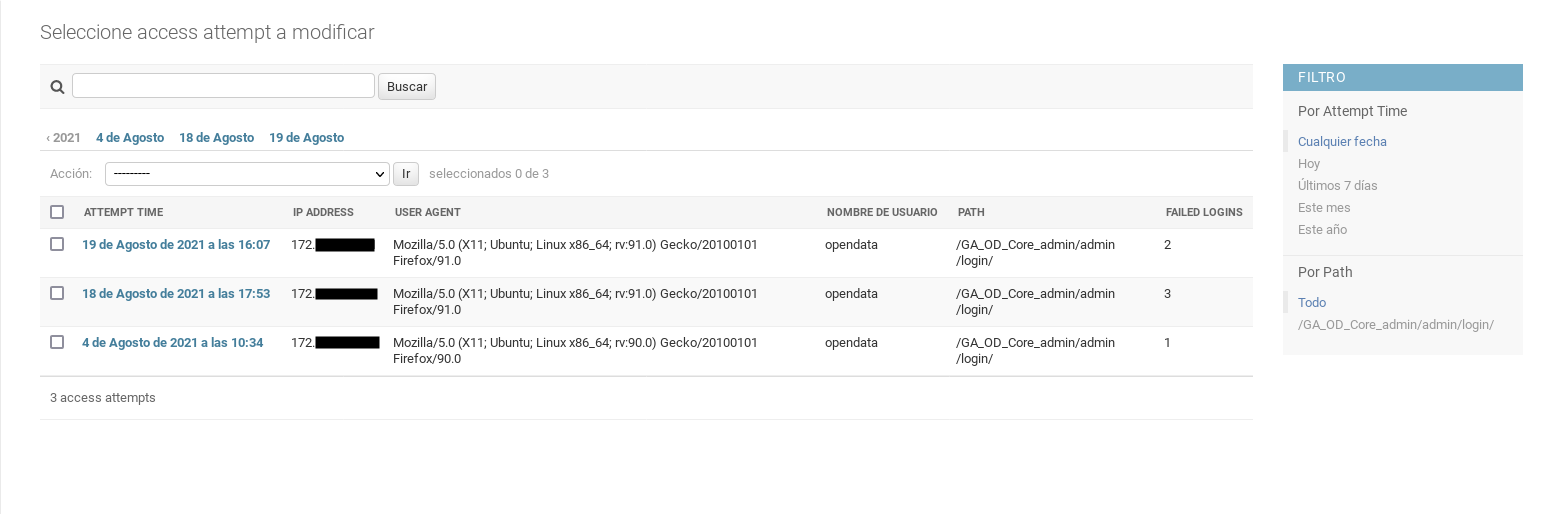 Seleccione access attempt a modificar
Buscar
‹ 2021 4 de Agosto 18 de Agosto 19 de Agosto
Acción: --------- Ir seleccionados 0 de 3
ATTEMPT TIME IP ADDRESS USER AGENT NOMBRE DE USUARIO PATH FAILED LOGINS
19 de Agosto de 2021 a las 16:07 172. Mozilla/5.0 (X11; Ubuntu; Linux x86_64; rv:91.0) Gecko/20100101 opendata /GA_OD_Core_admin/admin 2
Firefox/91.0 /login/
18 de Agosto de 2021 a las 17:53 172. Mozilla/5.0 (X11; Ubuntu; Linux x86_64; rv:91.0) Gecko/20100101 opendata /GA_OD_Core_admin/admin 3
Firefox/91.0 /login/
4 de Agosto de 2021 a las 10:34 172. Mozilla/5.0 (X11; Ubuntu; Linux x86_64; rv:90.0) Gecko/20100101 opendata /GA_OD_Core_admin/admin 1
Firefox/90.0 /login/
3 access attempts
FILTRO
Por Attempt Time
Cualquier fecha
Hoy
Últimos 7 días
Este mes
Este año
Por Path
Todo
/GA_OD_Core_admin/admin/login/